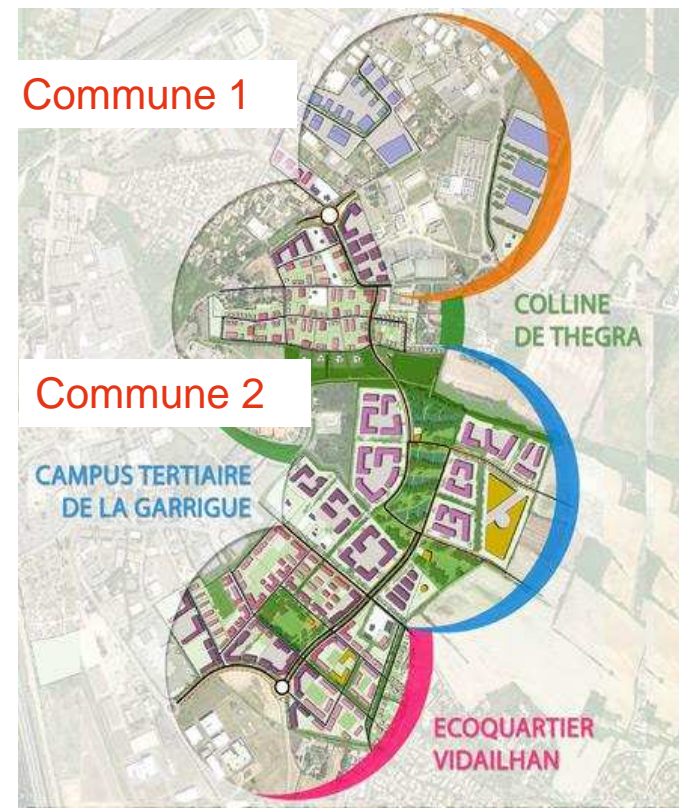 Commune 1
COLLINE
DE THEGRA
Commune 2
CAMPUS TERTIAIRE
DE LA GARRIGUE
ECOQUARTIER
VIDAILHAN